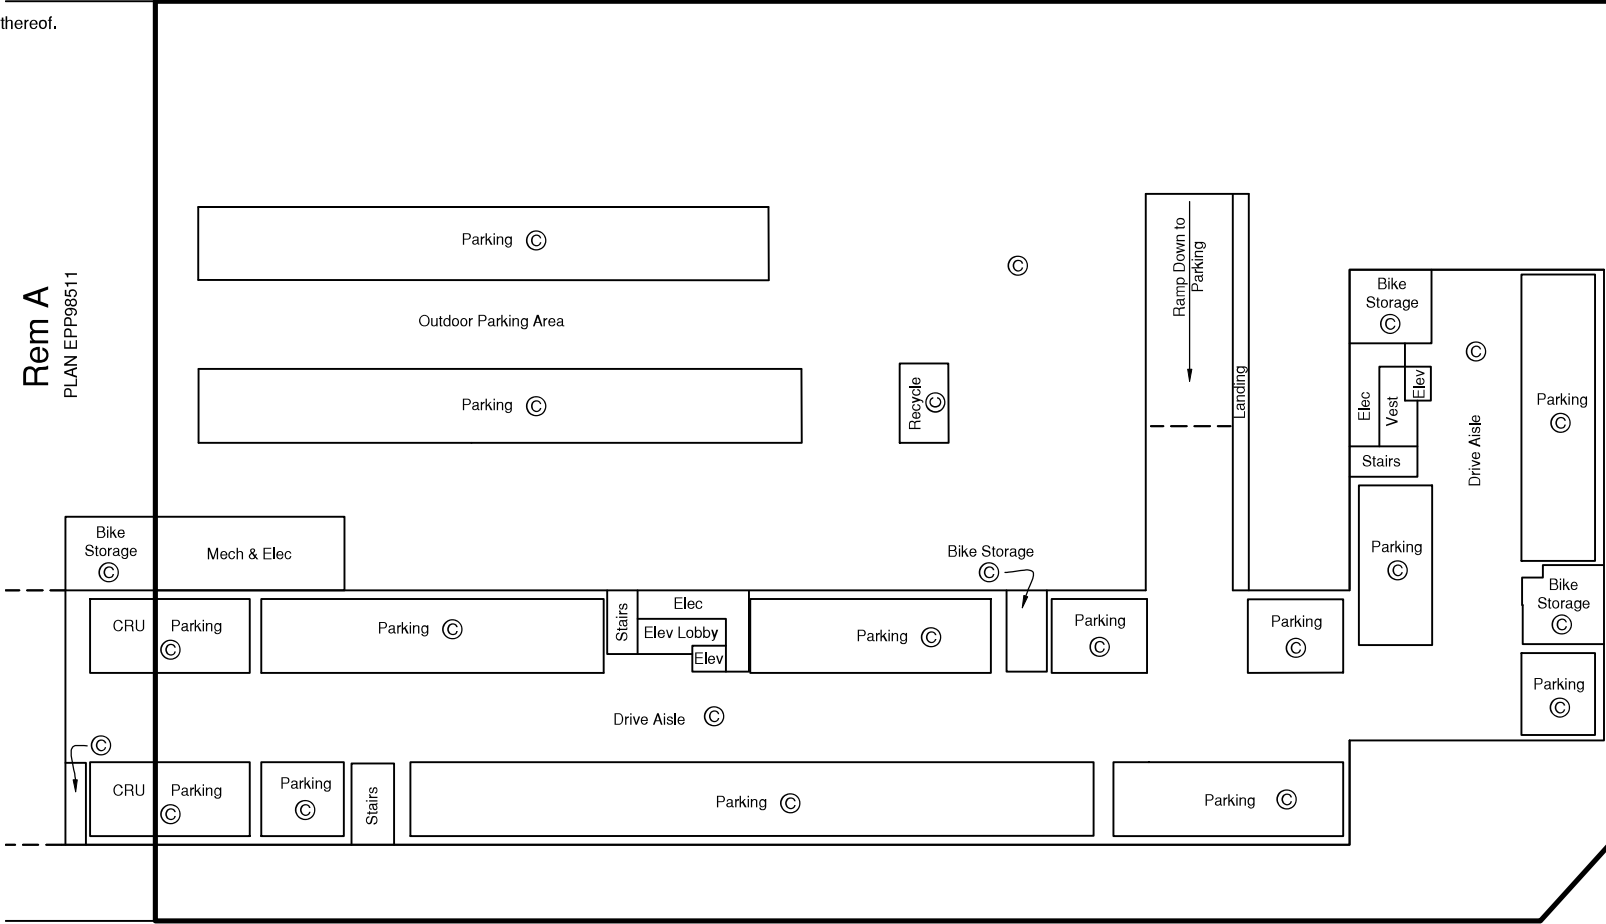 thereof.
Rem A
PLAN EPP98511
Parking Ⓒ
Outdoor Parking Area
Parking Ⓒ
Ⓒ
Recycle
Ⓒ
Ramp Down to
Parking
Landing
Bike
Storage
Ⓒ
Ⓒ
Elec
Vest
Elev
Stairs
Drive Aisle
Parking
Ⓒ
Parking
Ⓒ
Bike
Storage
Ⓒ
Parking
Ⓒ
Bike
Storage
Ⓒ
Mech & Elec
Bike Storage
Ⓒ
CRU Parking
Ⓒ
Parking Ⓒ
Stairs
Elec
Elev Lobby
Elev
Parking Ⓒ
Parking
Ⓒ
Parking
Ⓒ
Drive Aisle Ⓒ
Ⓒ
CRU Parking
Ⓒ
Parking
Ⓒ
Stairs
Parking Ⓒ
Parking Ⓒ